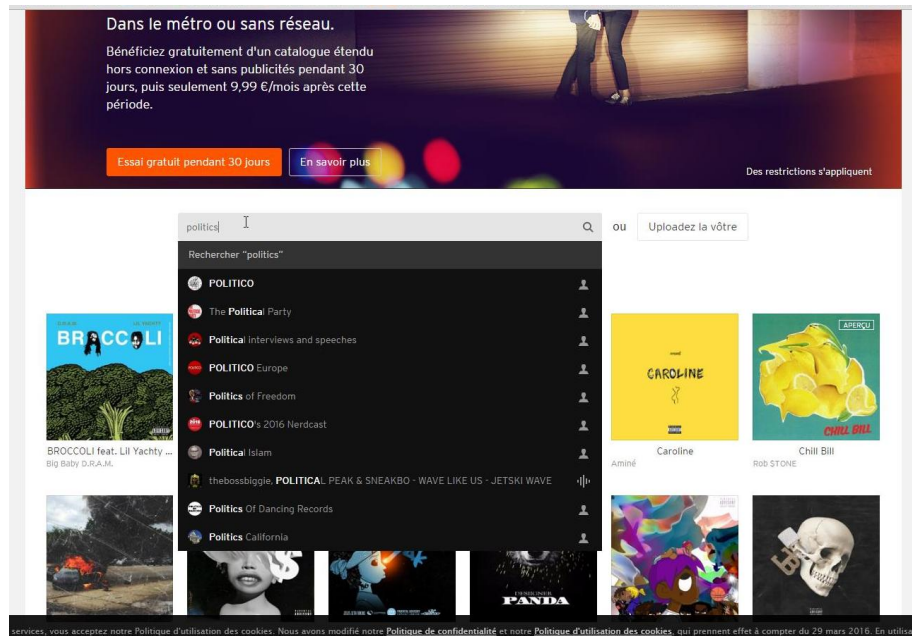 Dans le métro ou sans réseau.
Bénéficiez gratuitement d'un catalogue étendu
hors connexion et sans publicités pendant 30
jours, puis seulement 9,99 €/mois après cette
période.
Essai gratuit pendant 30 jours
En savoir plus
Des restrictions s'appliquent
politics
ou
Uploadez la vôtre
Rechercher "politics"
POLITICO
The Political Party
Political interviews and speeches
POLITICO Europe
Politics of Freedom
POLITICO's 2016 Nerdcast
Political Islam
thebossbiggie, POLITICAL PEAK & SNEAKBO - WAVE LIKE US - JETSKI WAVE
Politics Of Dancing Records
Politics California
D.R.A.M. LIL YACHTY
BROCCOLI
BROCCOLI feat. Lil Yachty ...
Big Baby D.R.A.M.
CAROLINE
Caroline
Aminé
APERÇU
CHILL BILL
Chill Bill
Rob $TONE
DESIGNER
PANDA
services, vous acceptez notre Politique d'utilisation des cookies. Nous avons modifié notre Politique de confidentialité et notre Politique d'utilisation des cookies, qui prennent effet à compter du 29 mars 2016. En utilisa